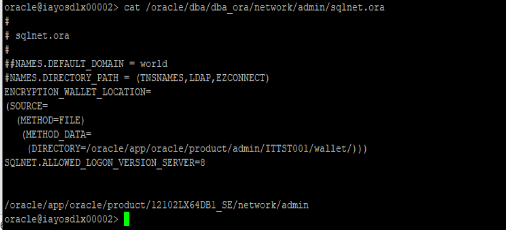 oracle@iayosdlx00002> cat /oracle/dba/dba_ora/network/admin/sqlnet.ora
#
# sqlnet.ora
#
##NAMES.DEFAULT_DOMAIN = world
#NAMES.DIRECTORY_PATH = (TNSNAMES,LDAP,EZCONNECT)
ENCRYPTION_WALLET_LOCATION=
(SOURCE=
(METHOD=FILE)
(METHOD_DATA=
(DIRECTORY=/oracle/app/oracle/product/admin/ITTST001/wallet/)))
SQLNET.ALLOWED_LOGON_VERSION_SERVER=8
/oracle/app/oracle/product/12102LX64DB1_SE/network/admin
oracle@iayosdlx00002>